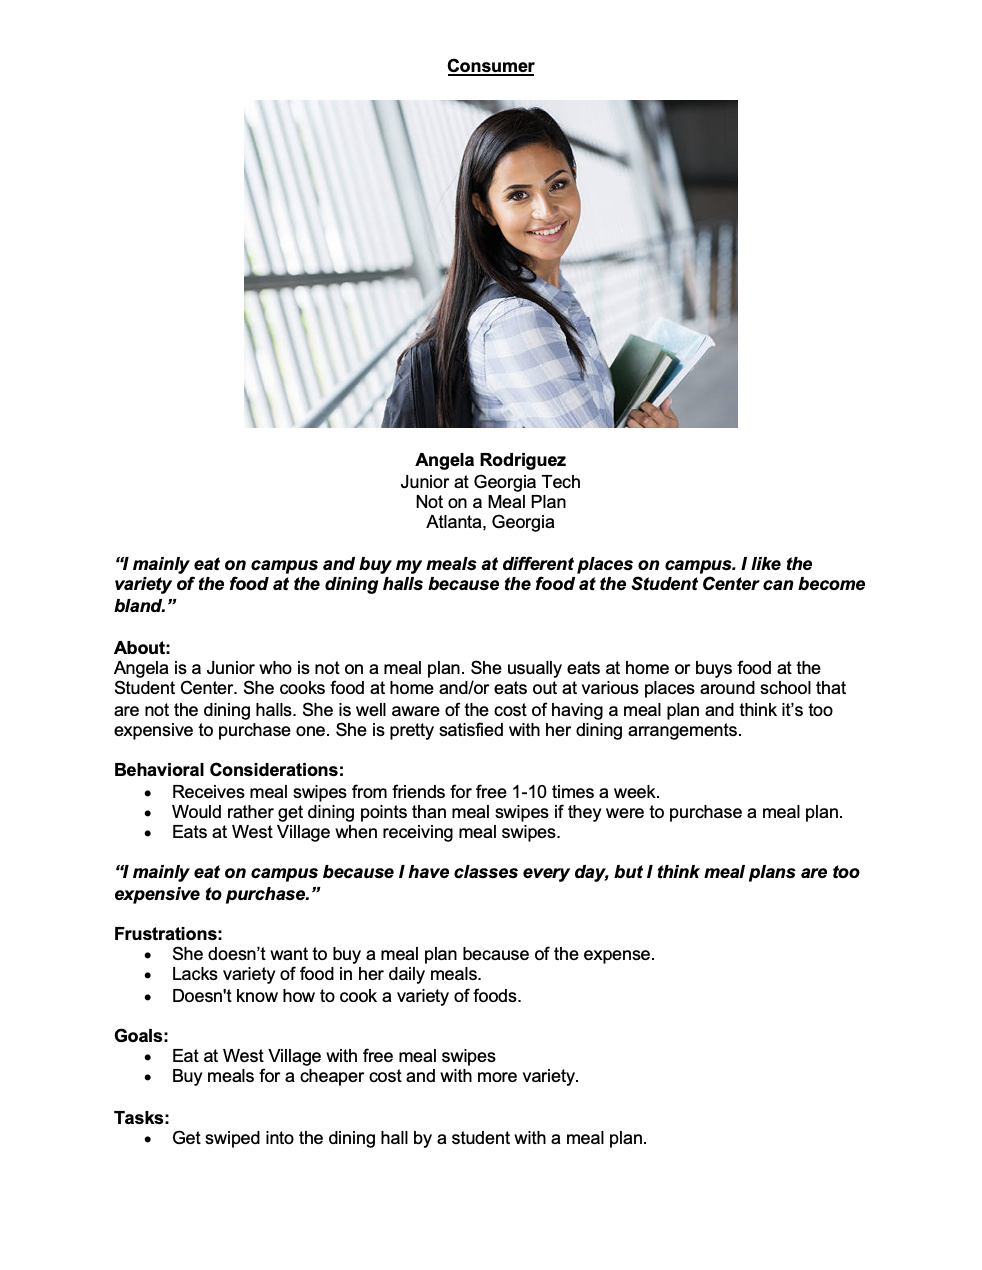 Consumer
Angela Rodriguez
Junior at Georgia Tech
Not on a Meal Plan
Atlanta, Georgia
“I mainly eat on campus and buy my meals at different places on campus. I like the
variety of the food at the dining halls because the food at the Student Center can become
bland.”
About:
Angela is a Junior who is not on a meal plan. She usually eats at home or buys food at the
Student Center. She cooks food at home and/or eats out at various places around school that
are not the dining halls. She is well aware of the cost of having a meal plan and think it’s too
expensive to purchase one. She is pretty satisfied with her dining arrangements.
Behavioral Considerations:
• Receives meal swipes from friends for free 1-10 times a week.
• Would rather get dining points than meal swipes if they were to purchase a meal plan.
• Eats at West Village when receiving meal swipes.
“I mainly eat on campus because I have classes every day, but I think meal plans are too
expensive to purchase.”
Frustrations:
• She doesn’t want to buy a meal plan because of the expense.
• Lacks variety of food in her daily meals.
• Doesn't know how to cook a variety of foods.
Goals:
• Eat at West Village with free meal swipes
• Buy meals for a cheaper cost and with more variety.
Tasks:
• Get swiped into the dining hall by a student with a meal plan.